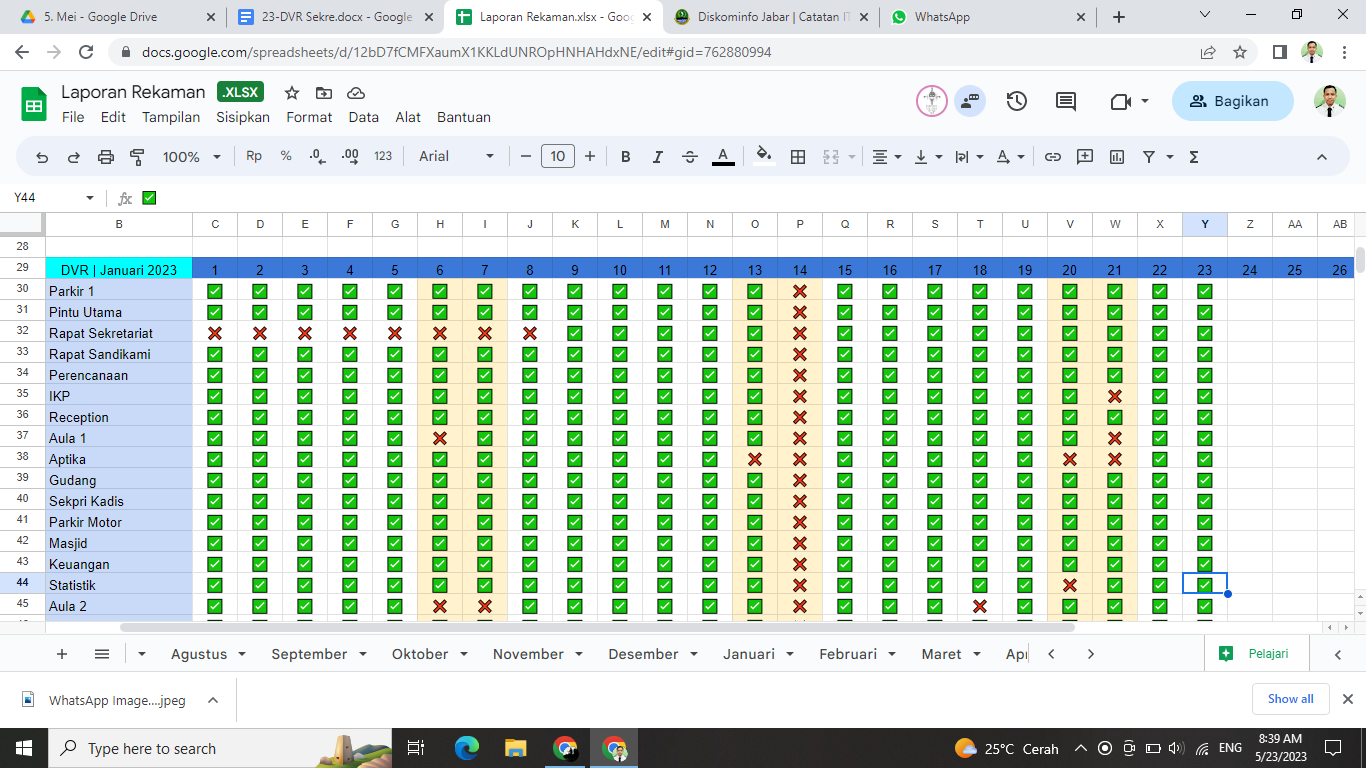 5. Mei - Google Drive
23-DVR Sekre.docx - Google
Laporan Rekaman.xlsx - Goo
Diskominfo Jabar | Catatan IT
WhatsApp
docs.google.com/spreadsheets/d/12bD7fCMFXaumX1KKLdUNROpHNHAHdxNE/edit#gid=762880994
Laporan Rekaman .XLSX
File Edit Tampilan Sisipkan Format Data Alat Bantuan
Bagikan
100% Rp % .0 .00 123 Arial 10 B I A
Y44 fx ✅
B C D E F G H I J K L M N O P Q R S T U V W X Y Z AA AB
28
29 DVR | Januari 2023 1 2 3 4 5 6 7 8 9 10 11 12 13 14 15 16 17 18 19 20 21 22 23 24 25 26
30 Parkir 1 ✅ ✅ ✅ ✅ ✅ ✅ ✅ ✅ ✅ ✅ ✅ ✅ ✅ ❌ ✅ ✅ ✅ ✅ ✅ ✅ ✅ ✅ ✅
31 Pintu Utama ✅ ✅ ✅ ✅ ✅ ✅ ✅ ✅ ✅ ✅ ✅ ✅ ✅ ❌ ✅ ✅ ✅ ✅ ✅ ✅ ✅ ✅ ✅
32 Rapat Sekretariat ❌ ❌ ❌ ❌ ❌ ❌ ❌ ❌ ✅ ✅ ✅ ✅ ✅ ❌ ✅ ✅ ✅ ✅ ✅ ✅ ✅ ✅ ✅
33 Rapat Sandikami ✅ ✅ ✅ ✅ ✅ ✅ ✅ ✅ ✅ ✅ ✅ ✅ ✅ ❌ ✅ ✅ ✅ ✅ ✅ ✅ ✅ ✅ ✅
34 Perencanaan ✅ ✅ ✅ ✅ ✅ ✅ ✅ ✅ ✅ ✅ ✅ ✅ ✅ ❌ ✅ ✅ ✅ ✅ ✅ ✅ ✅ ✅ ✅
35 IKP ✅ ✅ ✅ ✅ ✅ ✅ ✅ ✅ ✅ ✅ ✅ ✅ ✅ ❌ ✅ ✅ ✅ ✅ ✅ ✅ ❌ ✅ ✅
36 Reception ✅ ✅ ✅ ✅ ✅ ✅ ✅ ✅ ✅ ✅ ✅ ✅ ✅ ❌ ✅ ✅ ✅ ✅ ✅ ✅ ✅ ✅ ✅
37 Aula 1 ✅ ✅ ✅ ✅ ✅ ❌ ✅ ✅ ✅ ✅ ✅ ✅ ✅ ❌ ✅ ✅ ✅ ✅ ✅ ✅ ❌ ✅ ✅
38 Aptika ✅ ✅ ✅ ✅ ✅ ✅ ✅ ✅ ✅ ✅ ✅ ✅ ❌ ❌ ✅ ✅ ✅ ✅ ✅ ❌ ❌ ✅ ✅
39 Gudang ✅ ✅ ✅ ✅ ✅ ✅ ✅ ✅ ✅ ✅ ✅ ✅ ✅ ❌ ✅ ✅ ✅ ✅ ✅ ✅ ✅ ✅ ✅
40 Sekpri Kadis ✅ ✅ ✅ ✅ ✅ ✅ ✅ ✅ ✅ ✅ ✅ ✅ ✅ ❌ ✅ ✅ ✅ ✅ ✅ ✅ ✅ ✅ ✅
41 Parkir Motor ✅ ✅ ✅ ✅ ✅ ✅ ✅ ✅ ✅ ✅ ✅ ✅ ✅ ❌ ✅ ✅ ✅ ✅ ✅ ✅ ✅ ✅ ✅
42 Masjid ✅ ✅ ✅ ✅ ✅ ✅ ✅ ✅ ✅ ✅ ✅ ✅ ✅ ❌ ✅ ✅ ✅ ✅ ✅ ✅ ✅ ✅ ✅
43 Keuangan ✅ ✅ ✅ ✅ ✅ ✅ ✅ ✅ ✅ ✅ ✅ ✅ ✅ ❌ ✅ ✅ ✅ ✅ ✅ ✅ ✅ ✅ ✅
44 Statistik ✅ ✅ ✅ ✅ ✅ ✅ ✅ ✅ ✅ ✅ ✅ ✅ ✅ ❌ ✅ ✅ ✅ ✅ ✅ ❌ ✅ ✅ ✅
45 Aula 2 ✅ ✅ ✅ ✅ ✅ ❌ ❌ ✅ ✅ ✅ ✅ ✅ ✅ ❌ ✅ ✅ ✅ ❌ ✅ ✅ ✅ ✅ ✅
Agustus September Oktober November Desember Januari Februari Maret Apr
Pelajari
WhatsApp Image....jpeg
Show all
Type here to search
25°C Cerah
ENG
8:39 AM
5/23/2023